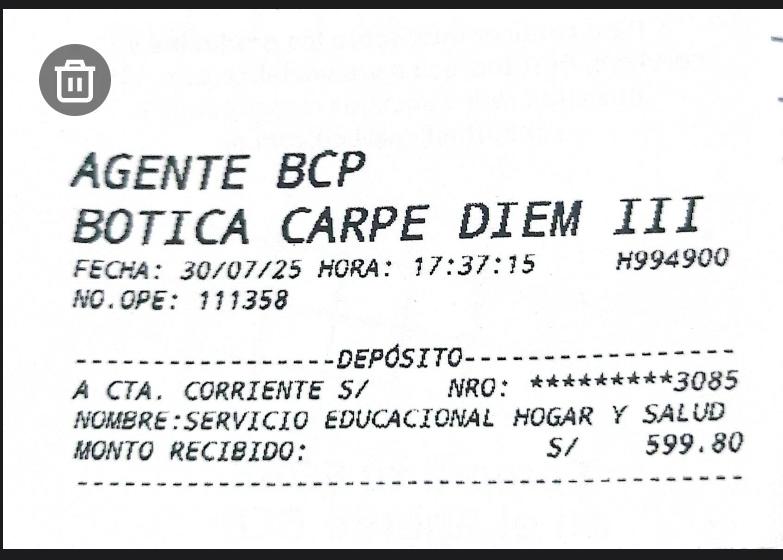 AGENTE BCP
BOTICA CARPE DIEM III
FECHA: 30/07/25 HORA: 17:37:15 H994900
NO.OPE: 111358
-----------------DEPÓSITO-----------------
A CTA. CORRIENTE S/ NRO: *********3085
NOMBRE:SERVICIO EDUCACIONAL HOGAR Y SALUD
MONTO RECIBIDO: S/ 599.80
------------------------------------------